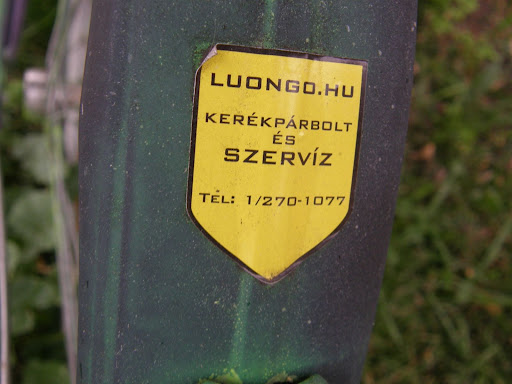 LUONGO.HU
KERÉKPÁRBOLT
ÉS
SZERVÍZ
TEL: 1/270-1077